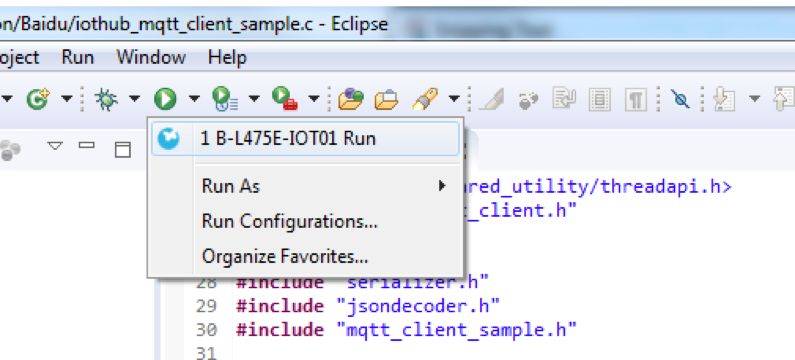 on/Baidu/iothub_mqtt_client_sample.c - Eclipse
oject Run Window Help
1 B-L475E-IOT01 Run
Run As
Run Configurations...
Organize Favorites...
red_utility/threadapi.h>
t_client.h"
28 #include "serializer.h"
29 #include "jsondecoder.h"
30 #include "mqtt_client_sample.h"
31